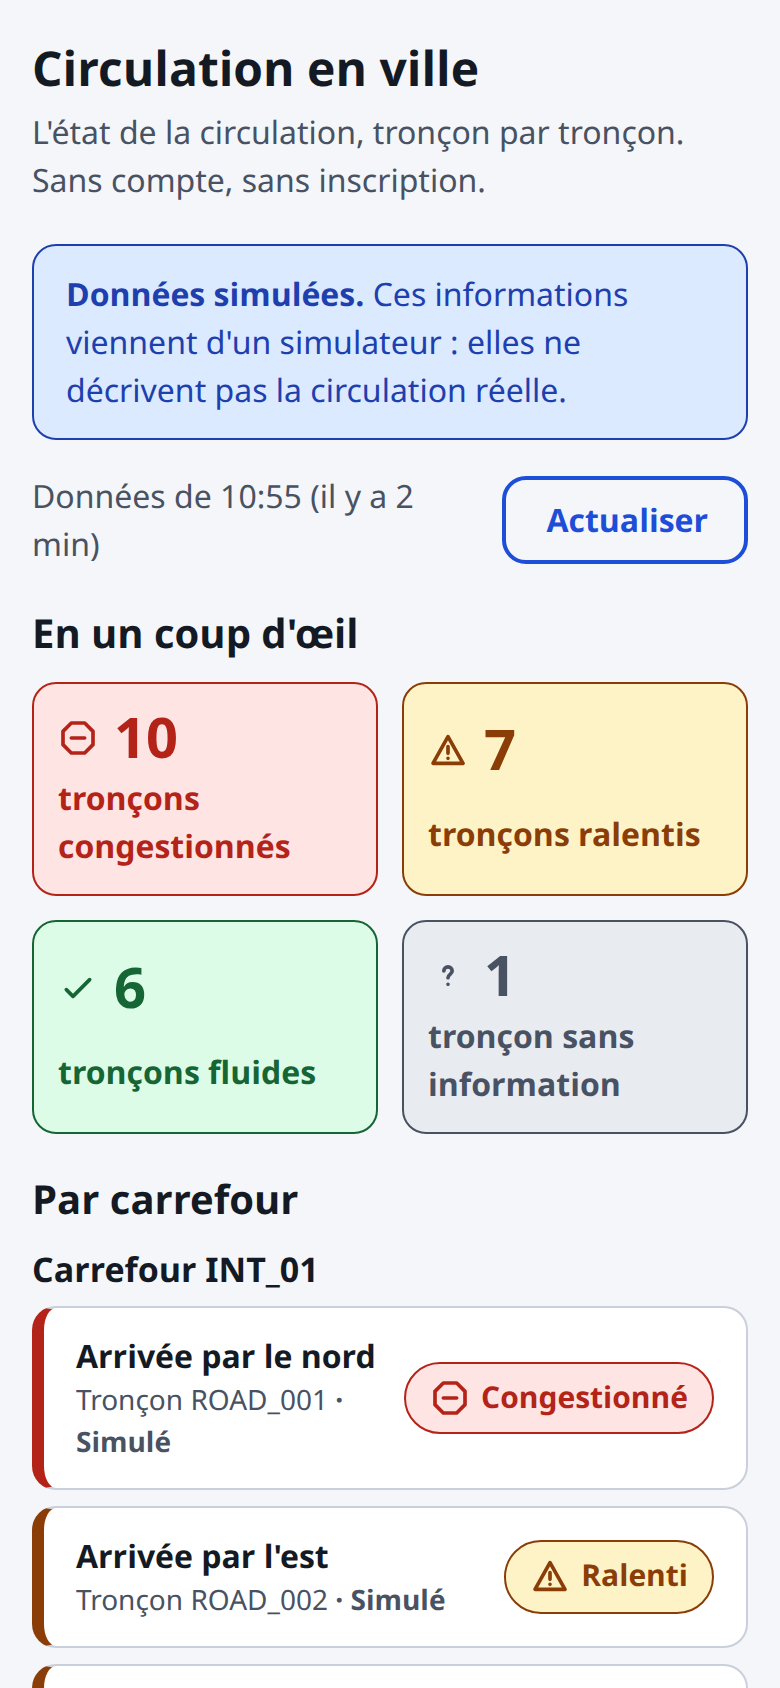 Circulation en ville
L'état de la circulation, tronçon par tronçon.
Sans compte, sans inscription.
Données simulées. Ces informations
viennent d'un simulateur : elles ne
décrivent pas la circulation réelle.
Données de 10:55 (il y a 2
min)
Actualiser
En un coup d'œil
10
tronçons
congestionnés
7
tronçons ralentis
6
tronçons fluides
? 1
tronçon sans
information
Par carrefour
Carrefour INT_01
Arrivée par le nord
Tronçon ROAD_001 ·
Simulé
Congestionné
Arrivée par l'est
Tronçon ROAD_002 · Simulé
Ralenti